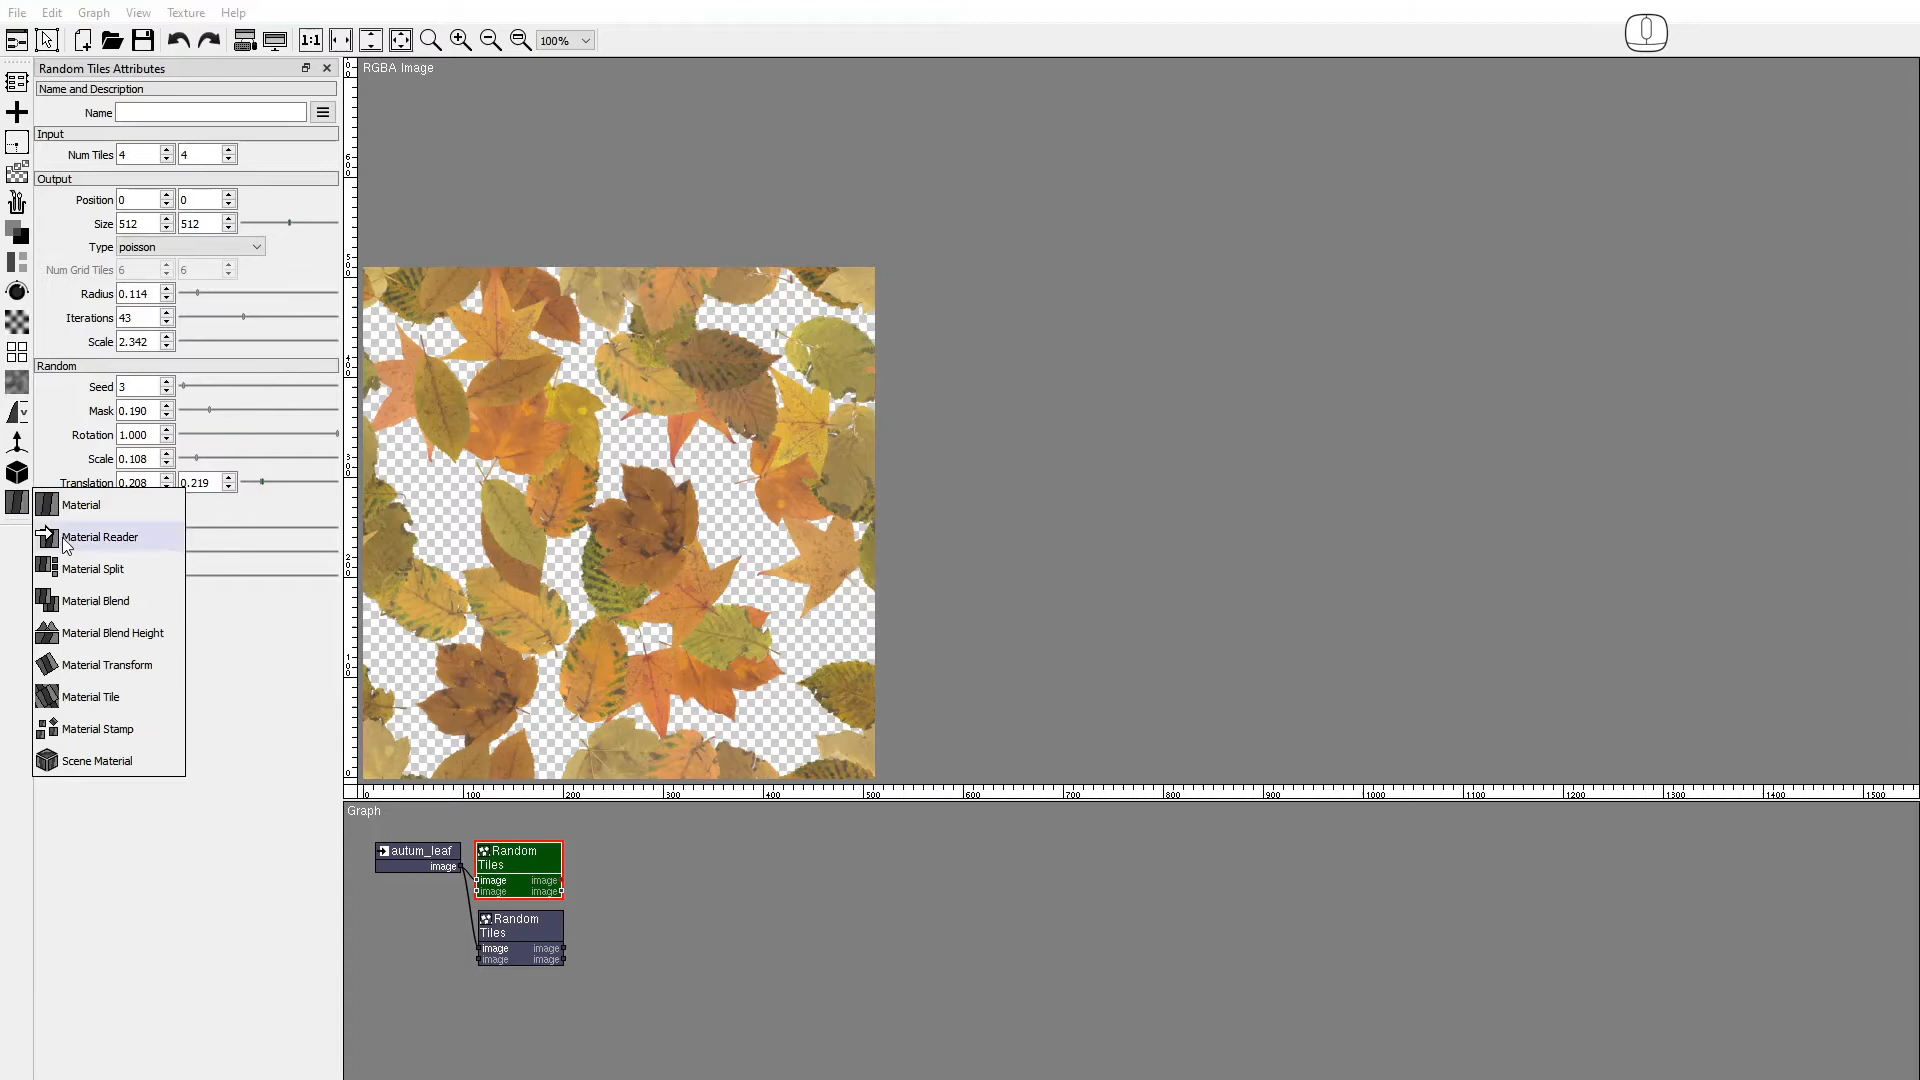 File Edit Graph View Texture Help
1:1
100%
Random Tiles Attributes
Name and Description
Name
Input
Num Tiles 4 4
Output
Position 0 0
Size 512 512
Type poisson
Num Grid Tiles 6 6
Radius 0.114
Iterations 43
Scale 2.342
Random
Seed 3
Mask 0.190
Rotation 1.000
Scale 0.108
Translation 0.208 0.219
Material
Material Reader
Material Split
Material Blend
Material Blend Height
Material Transform
Material Tile
Material Stamp
Scene Material
RGBA Image
0 100 200 300 400 500 600 700 800 900 1000 1100 1200 1300 1400 1500
Graph
autum_leaf
image
Random
Tiles
image image
image image
Random
Tiles
image image
image image